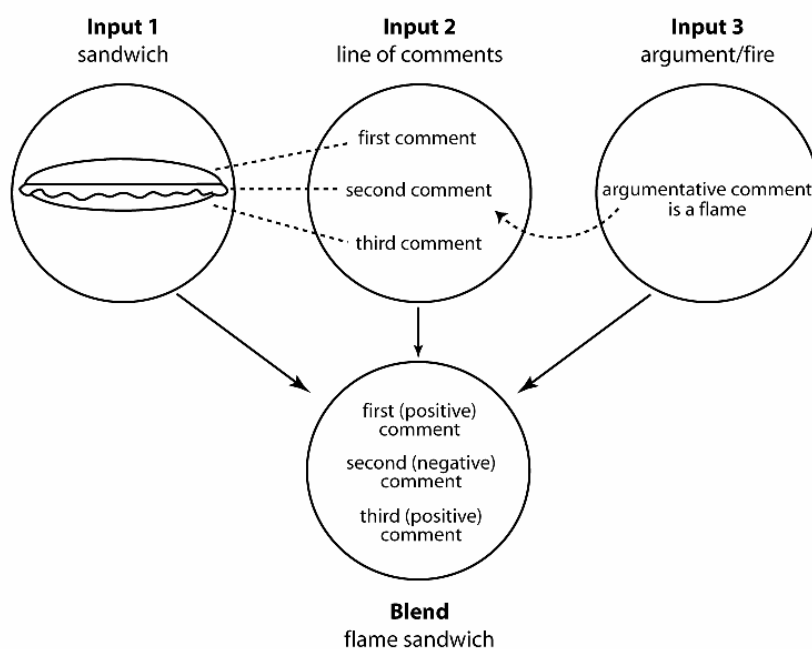 Input 1
sandwich
Input 2
line of comments
Input 3
argument/fire
first comment
second comment
third comment
argumentative comment
is a flame
first (positive)
comment
second (negative)
comment
third (positive)
comment
Blend
flame sandwich